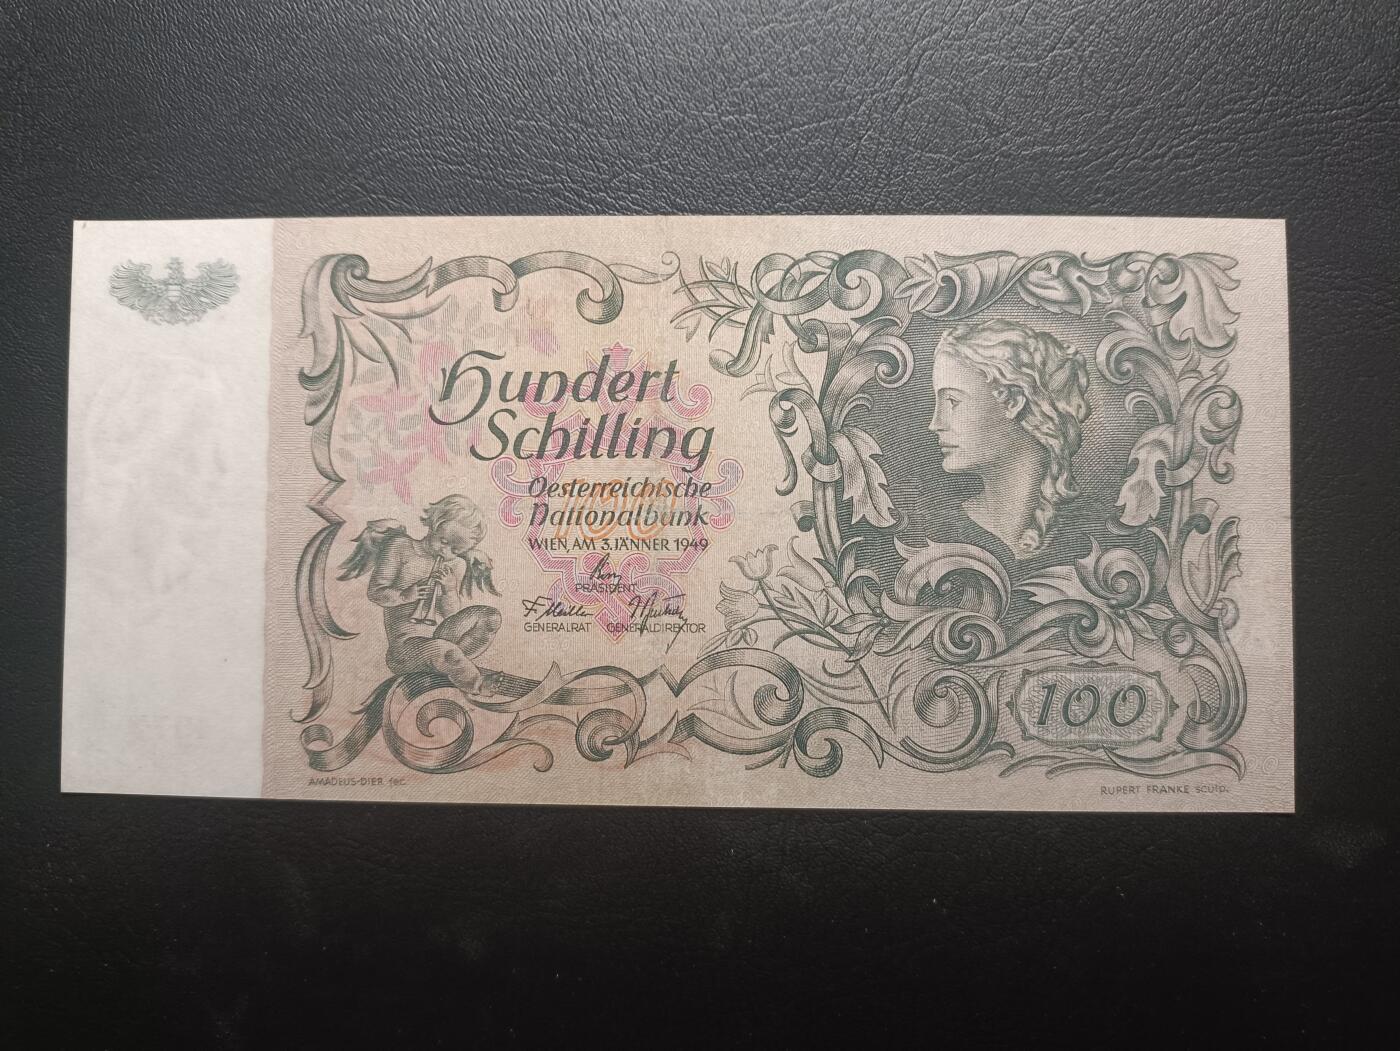 Hundert
Schilling
100
Oesterreichische
Nationalbank
WIEN, AM 3. JÄNNER 1949
PRÄSIDENT
GENERALRAT GENERALDIREKTOR
100
AMADEUS-DIER fec.
RUPERT FRANKE sculp.